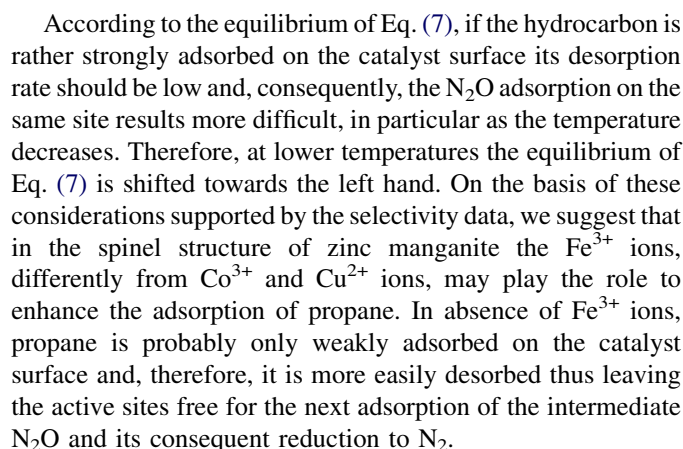 According to the equilibrium of Eq. (7), if the hydrocarbon is
rather strongly adsorbed on the catalyst surface its desorption
rate should be low and, consequently, the N₂O adsorption on the
same site results more difficult, in particular as the temperature
decreases. Therefore, at lower temperatures the equilibrium of
Eq. (7) is shifted towards the left hand. On the basis of these
considerations supported by the selectivity data, we suggest that
in the spinel structure of zinc manganite the Fe³⁺ ions,
differently from Co³⁺ and Cu²⁺ ions, may play the role to
enhance the adsorption of propane. In absence of Fe³⁺ ions,
propane is probably only weakly adsorbed on the catalyst
surface and, therefore, it is more easily desorbed thus leaving
the active sites free for the next adsorption of the intermediate
N₂O and its consequent reduction to N₂.